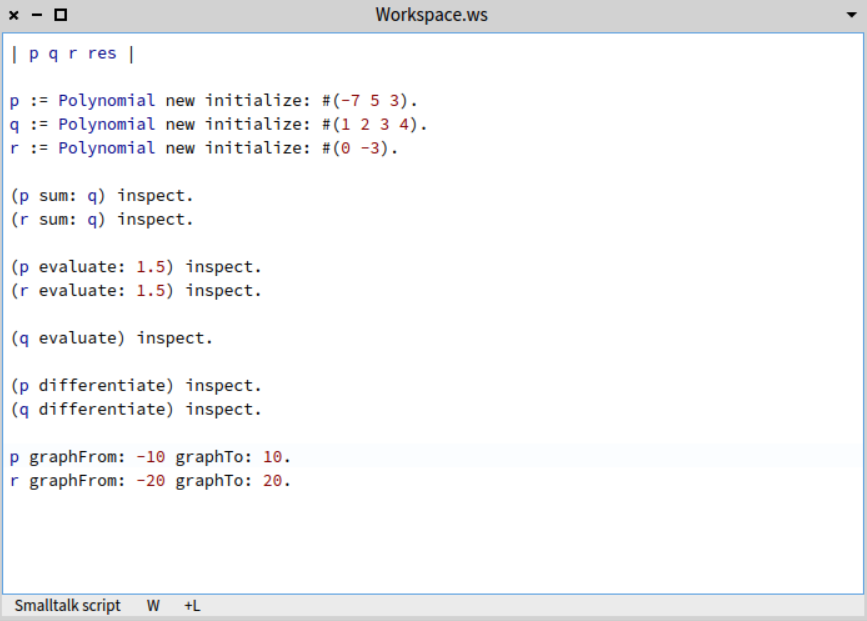 Workspace.ws
| p q r res |
p := Polynomial new initialize: #(-7 5 3).
q := Polynomial new initialize: #(1 2 3 4).
r := Polynomial new initialize: #(0 -3).
(p sum: q) inspect.
(r sum: q) inspect.
(p evaluate: 1.5) inspect.
(r evaluate: 1.5) inspect.
(q evaluate) inspect.
(p differentiate) inspect.
(q differentiate) inspect.
p graphFrom: -10 graphTo: 10.
r graphFrom: -20 graphTo: 20.
Smalltalk script W +L